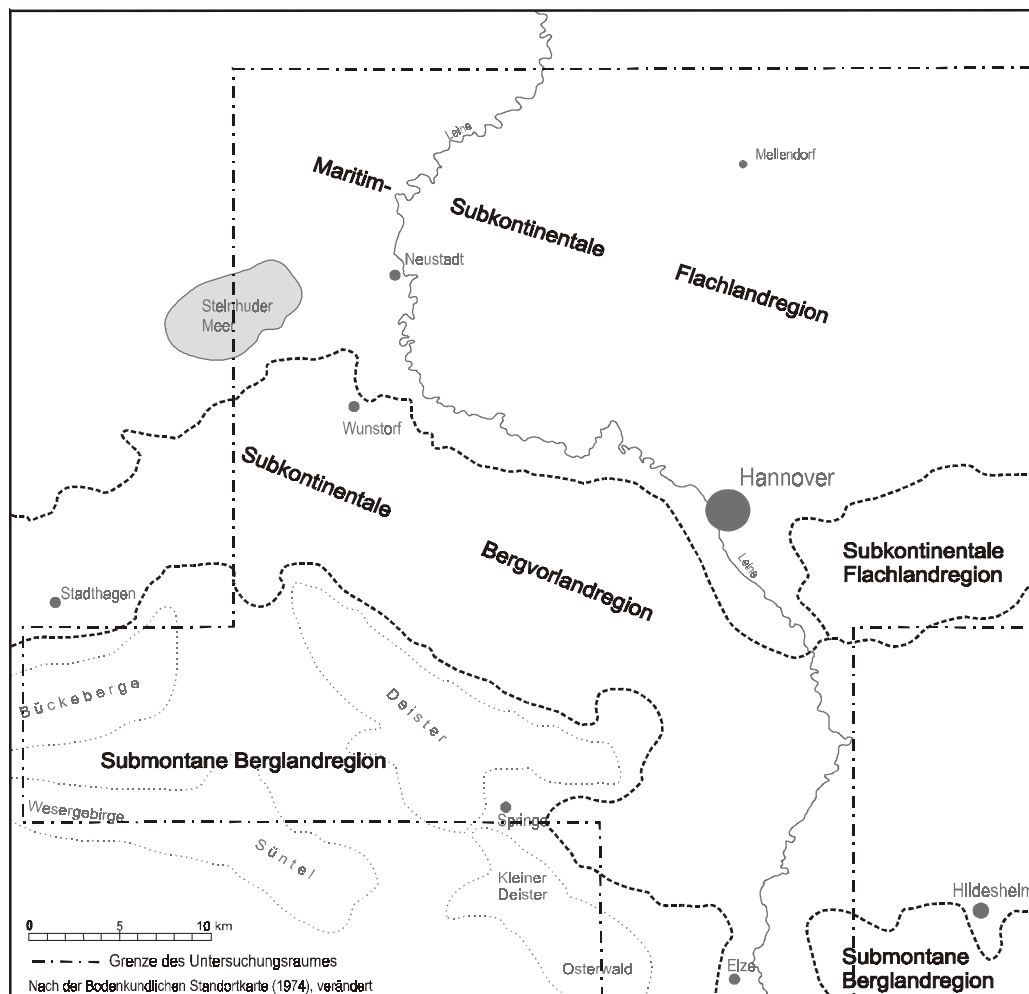 Leine
Mellendorf
Maritim-
Subkontinentale
Flachlandregion
Neustadt
Steinhuder
Meer
Wunstorf
Subkontinentale
Bergvorlandregion
Hannover
Leine
Subkontinentale
Flachlandregion
Stadthagen
Bückeberge
Deister
Submontane Berglandregion
Wesergebirge
Springe
Süntel
Kleiner
Deister
Hildesheim
Osterwald
Elze
Submontane
Berglandregion
0 5 10 km
Grenze des Untersuchungsraumes
Nach der Bodenkundlichen Standortkarte (1974), verändert